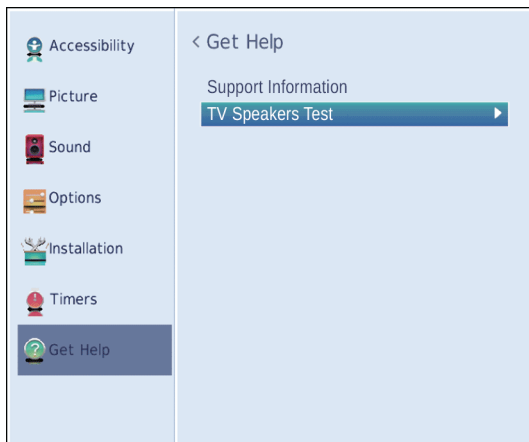 Accessibility
Picture
Sound
Options
Installation
Timers
Get Help
< Get Help
Support Information
TV Speakers Test